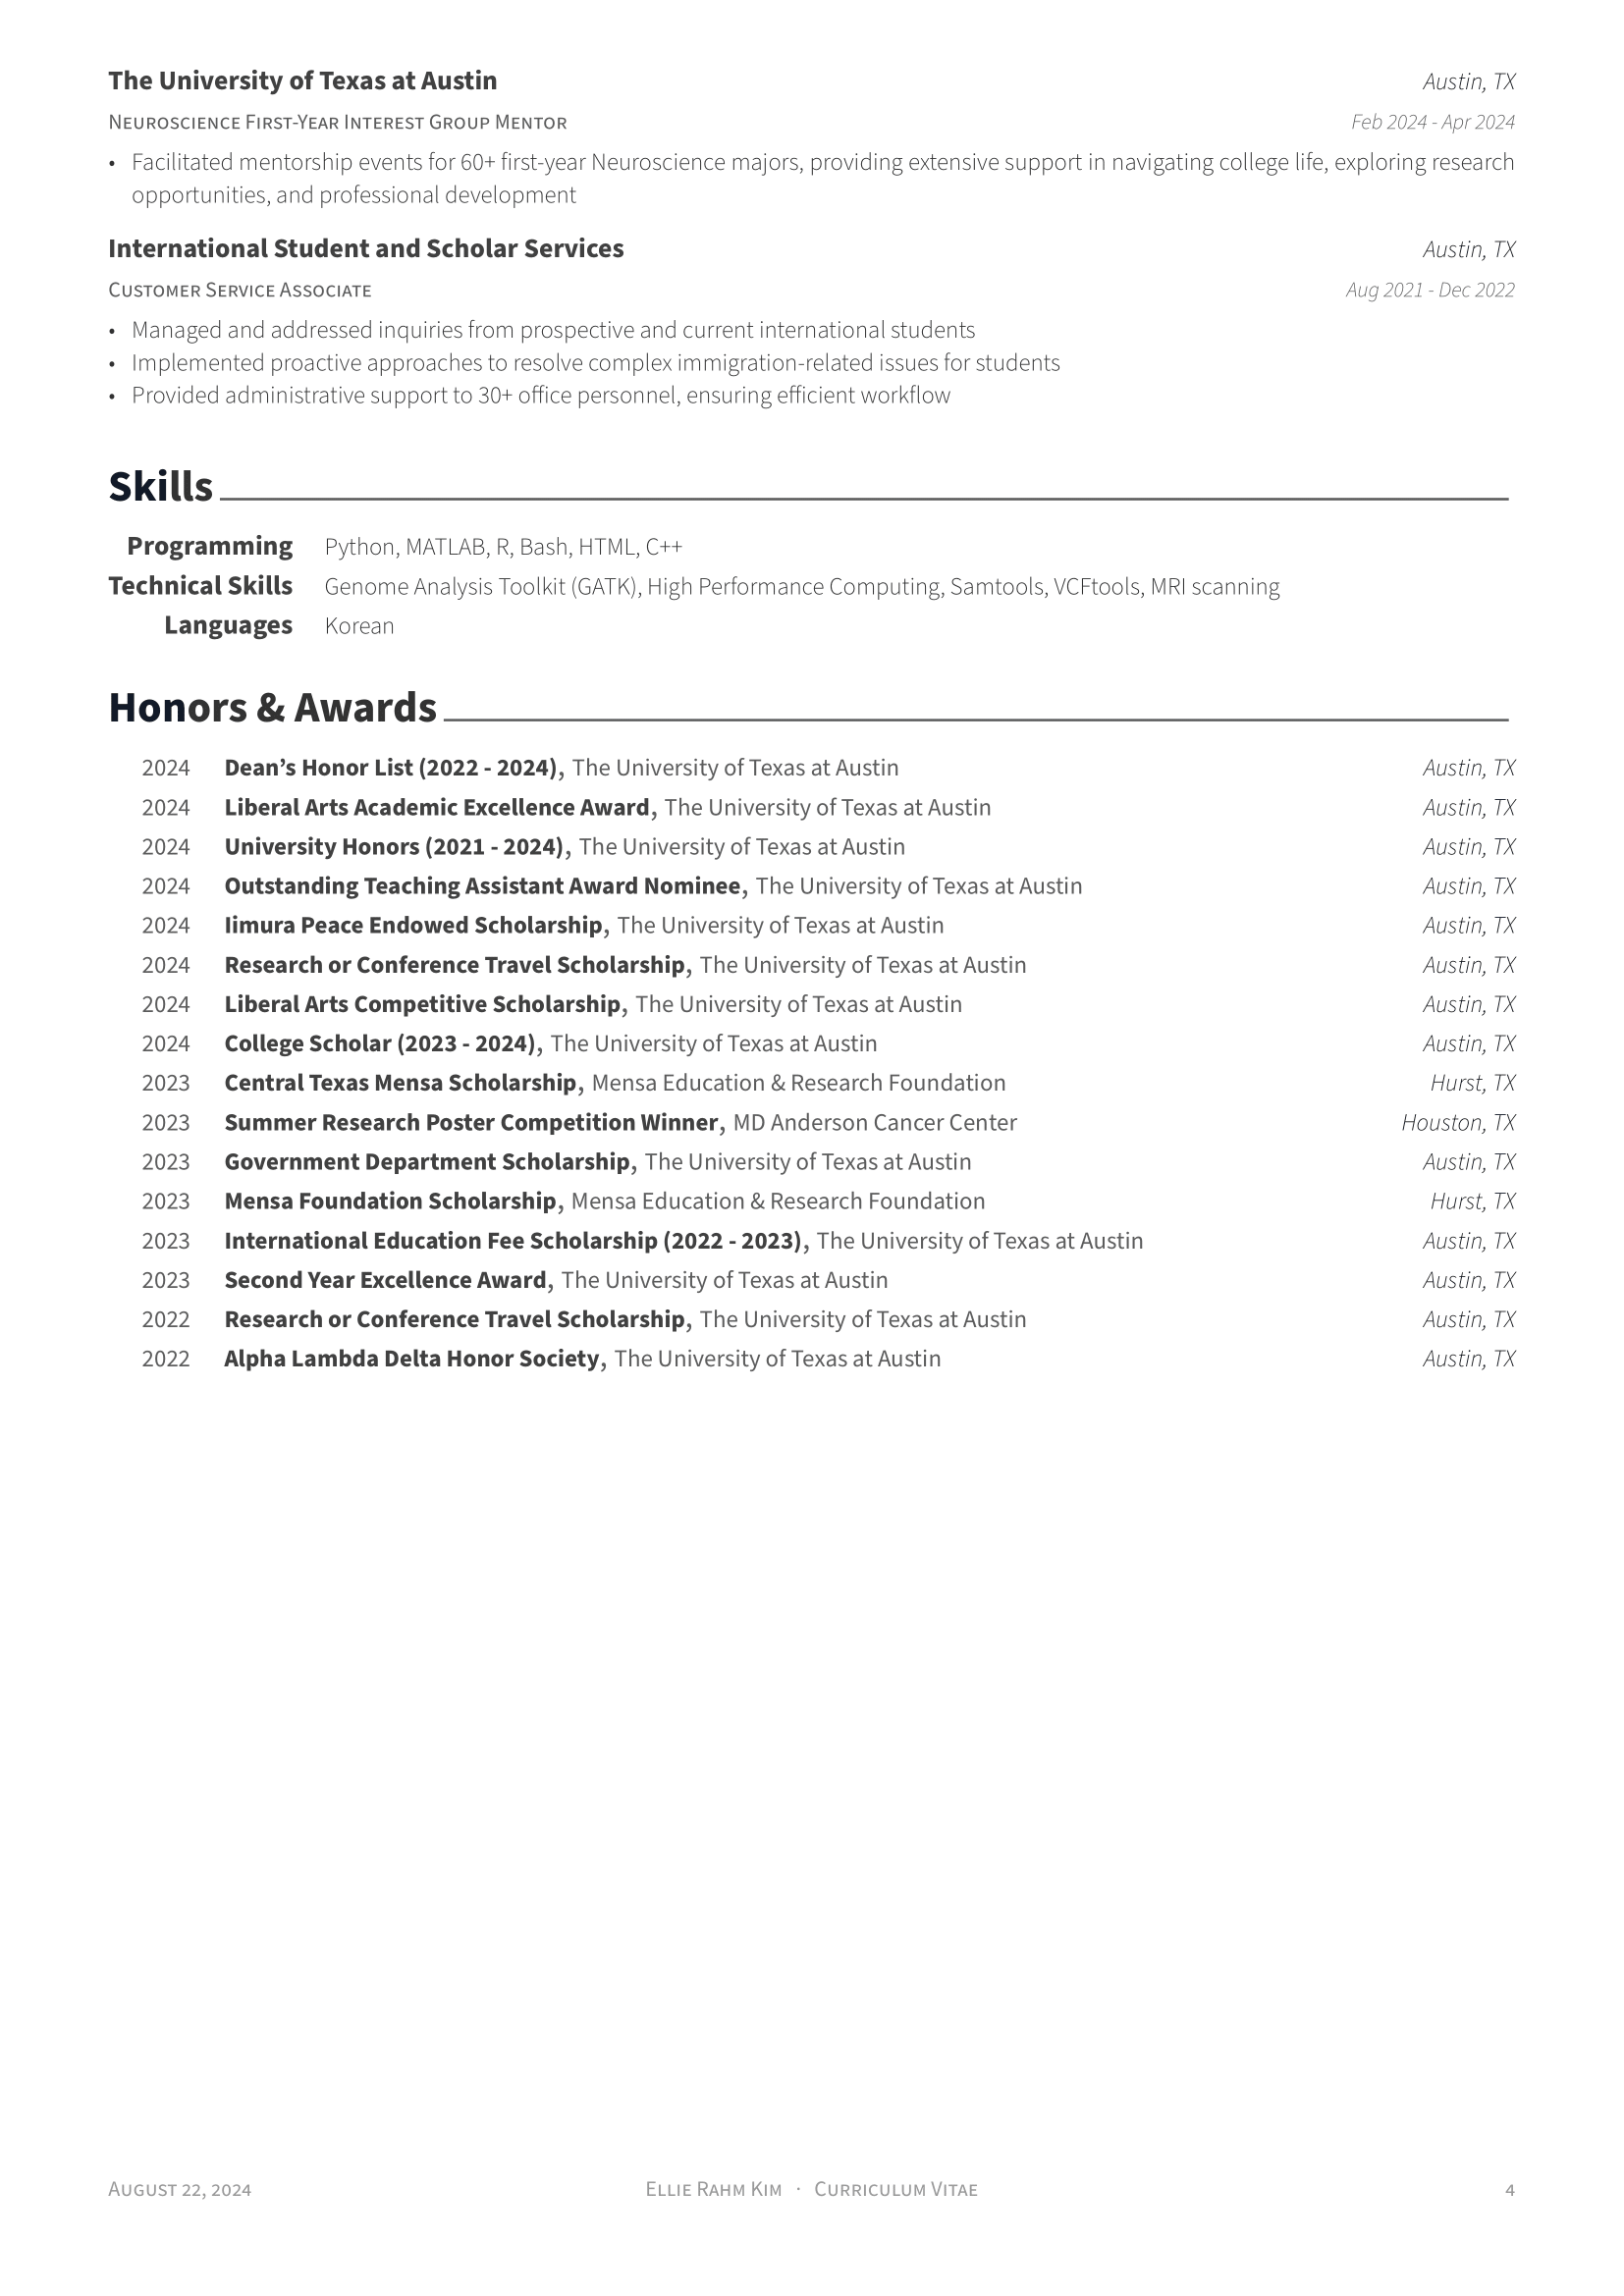 The University of Texas at Austin Austin, TX
Neuroscience First-Year Interest Group Mentor Feb 2024 - Apr 2024
• Facilitated mentorship events for 60+ first-year Neuroscience majors, providing extensive support in navigating college life, exploring research
opportunities, and professional development
International Student and Scholar Services Austin, TX
Customer Service Associate Aug 2021 - Dec 2022
• Managed and addressed inquiries from prospective and current international students
• Implemented proactive approaches to resolve complex immigration-related issues for students
• Provided administrative support to 30+ office personnel, ensuring efficient workflow
Skills
Programming Python, MATLAB, R, Bash, HTML, C++
Technical Skills Genome Analysis Toolkit (GATK), High Performance Computing, Samtools, VCFtools, MRI scanning
Languages Korean
Honors & Awards
2024 Dean’s Honor List (2022 - 2024), The University of Texas at Austin Austin, TX
2024 Liberal Arts Academic Excellence Award, The University of Texas at Austin Austin, TX
2024 University Honors (2021 - 2024), The University of Texas at Austin Austin, TX
2024 Outstanding Teaching Assistant Award Nominee, The University of Texas at Austin Austin, TX
2024 Iimura Peace Endowed Scholarship, The University of Texas at Austin Austin, TX
2024 Research or Conference Travel Scholarship, The University of Texas at Austin Austin, TX
2024 Liberal Arts Competitive Scholarship, The University of Texas at Austin Austin, TX
2024 College Scholar (2023 - 2024), The University of Texas at Austin Austin, TX
2023 Central Texas Mensa Scholarship, Mensa Education & Research Foundation Hurst, TX
2023 Summer Research Poster Competition Winner, MD Anderson Cancer Center Houston, TX
2023 Government Department Scholarship, The University of Texas at Austin Austin, TX
2023 Mensa Foundation Scholarship, Mensa Education & Research Foundation Hurst, TX
2023 International Education Fee Scholarship (2022 - 2023), The University of Texas at Austin Austin, TX
2023 Second Year Excellence Award, The University of Texas at Austin Austin, TX
2022 Research or Conference Travel Scholarship, The University of Texas at Austin Austin, TX
2022 Alpha Lambda Delta Honor Society, The University of Texas at Austin Austin, TX
August 22, 2024 Ellie Rahm Kim · Curriculum Vitae 4